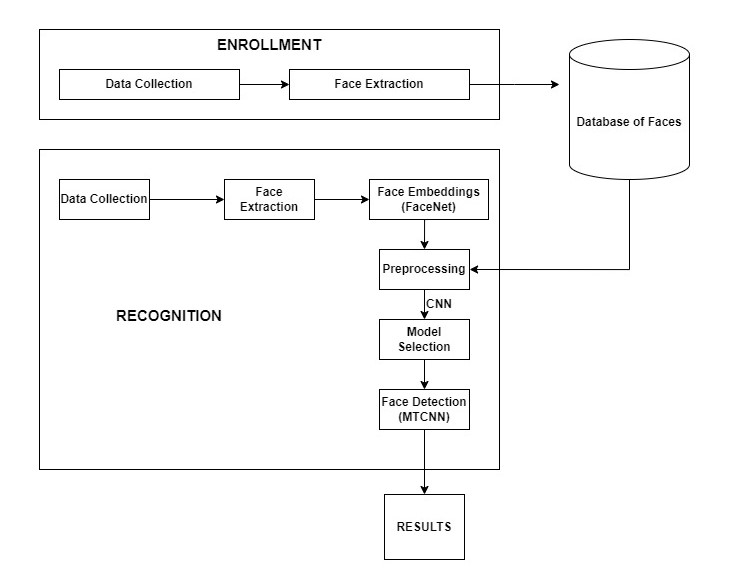 ENROLLMENT
Data Collection
Face Extraction
Database of Faces
Data Collection
Face
Extraction
Face Embeddings
(FaceNet)
Preprocessing
CNN
RECOGNITION
Model
Selection
Face Detection
(MTCNN)
RESULTS